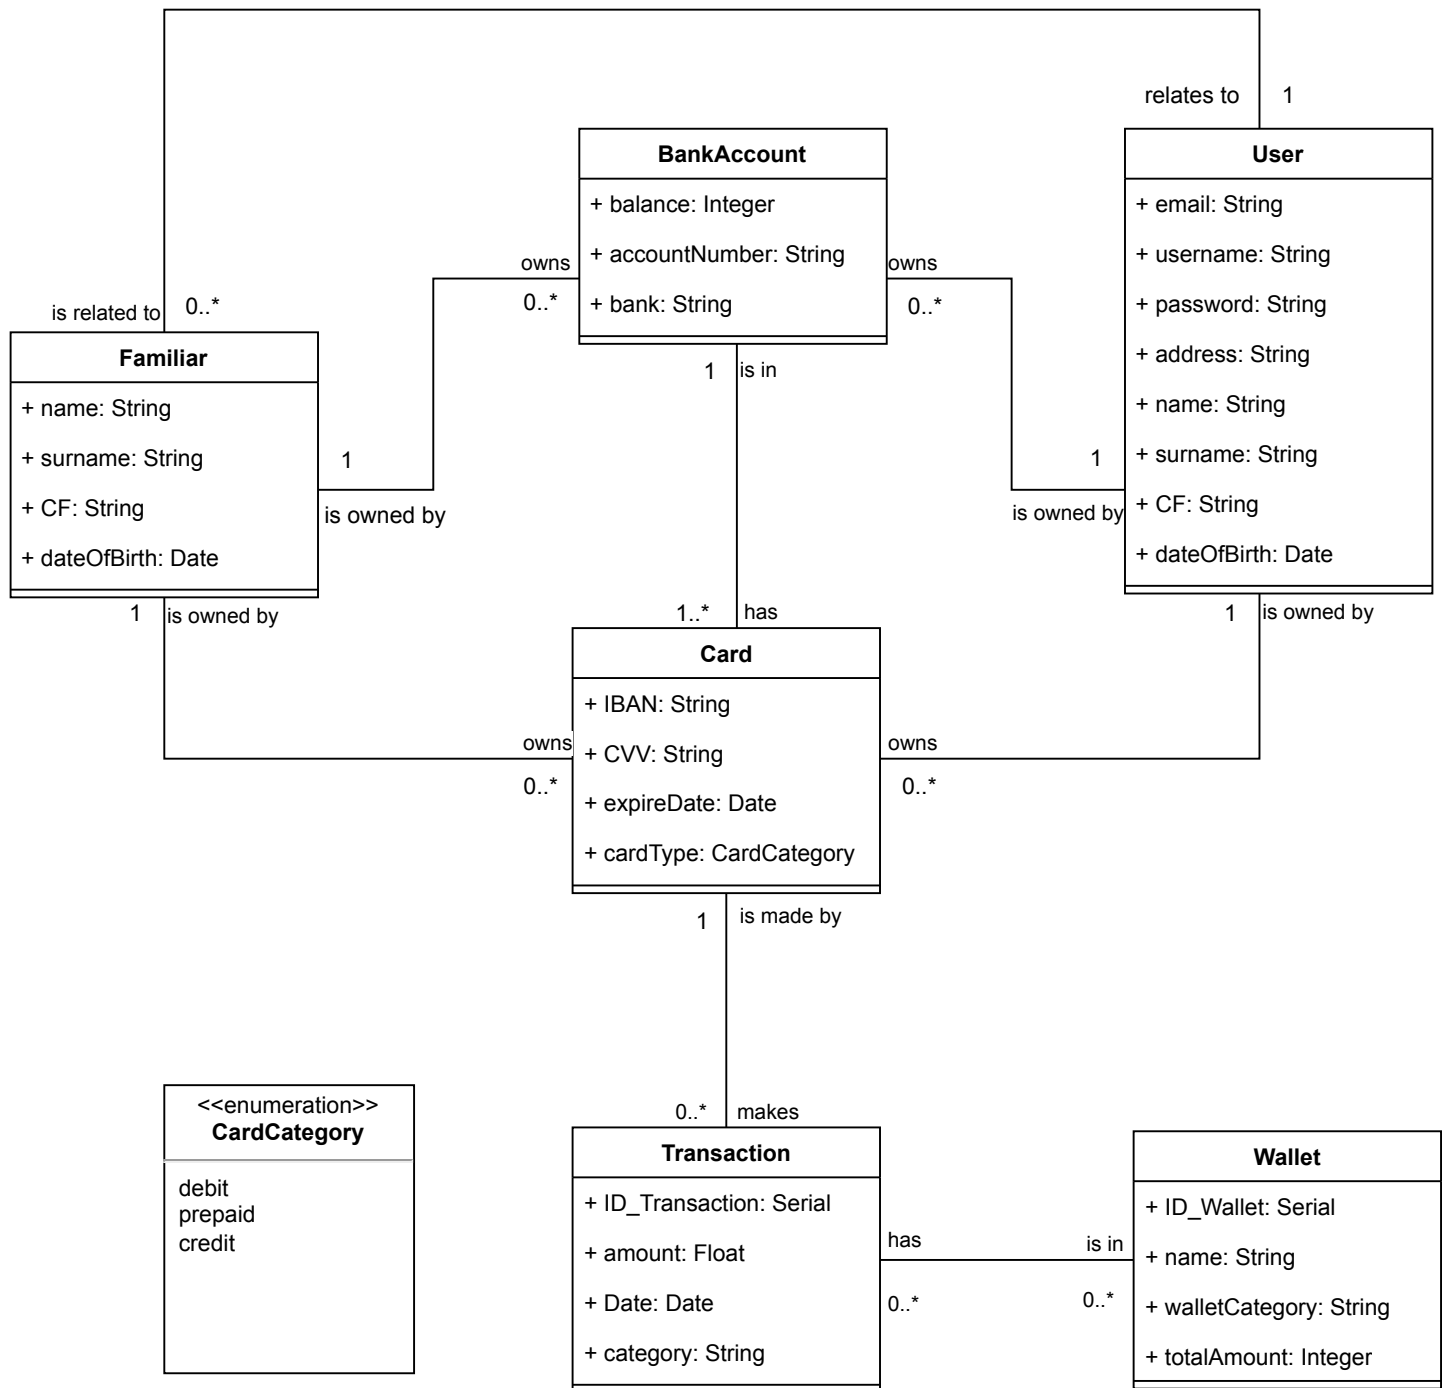 relates to 1
BankAccount
+ balance: Integer
+ accountNumber: String
+ bank: String
User
+ email: String
+ username: String
+ password: String
+ address: String
+ name: String
+ surname: String
+ CF: String
+ dateOfBirth: Date
owns
0..*
owns
0..*
is related to 0..*
Familiar
+ name: String
+ surname: String
+ CF: String
+ dateOfBirth: Date
1 is in
1
is owned by
1
is owned by
1 is owned by
1 is owned by
1..* has
Card
+ IBAN: String
+ CVV: String
+ expireDate: Date
+ cardType: CardCategory
owns
0..*
owns
0..*
1 is made by
<<enumeration>>
CardCategory
debit
prepaid
credit
0..* makes
Transaction
+ ID_Transaction: Serial
+ amount: Float
+ Date: Date
+ category: String
has
0..*
is in
0..*
Wallet
+ ID_Wallet: Serial
+ name: String
+ walletCategory: String
+ totalAmount: Integer